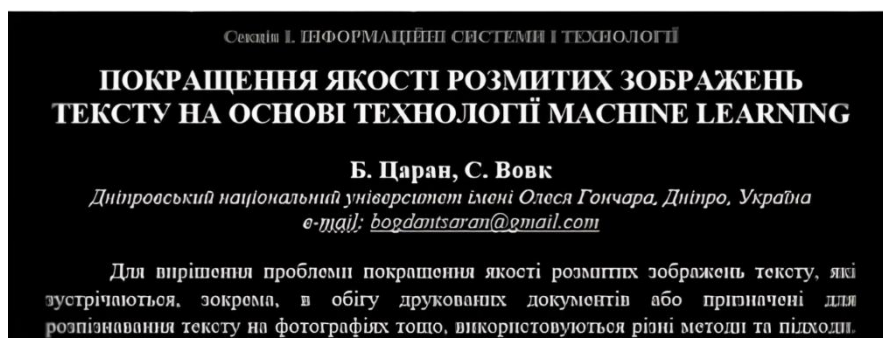 Секція І. ІНФОРМАЦІЙНІ СИСТЕМИ І ТЕХНОЛОГІЇ
ПОКРАЩЕННЯ ЯКОСТІ РОЗМИТИХ ЗОБРАЖЕНЬ
ТЕКСТУ НА ОСНОВІ ТЕХНОЛОГІЇ MACHINE LEARNING
Б. Царан, С. Вовк
Дніпровський національний університет імені Олеся Гончара, Дніпро, Україна
e-mail: bogdantsaran@gmail.com
Для вирішення проблеми покращення якості розмитих зображень тексту, які
зустрічаються, зокрема, в обігу друкованих документів або призначені для
розпізнавання тексту на фотографіях тощо, використовуються різні методи та підходи.